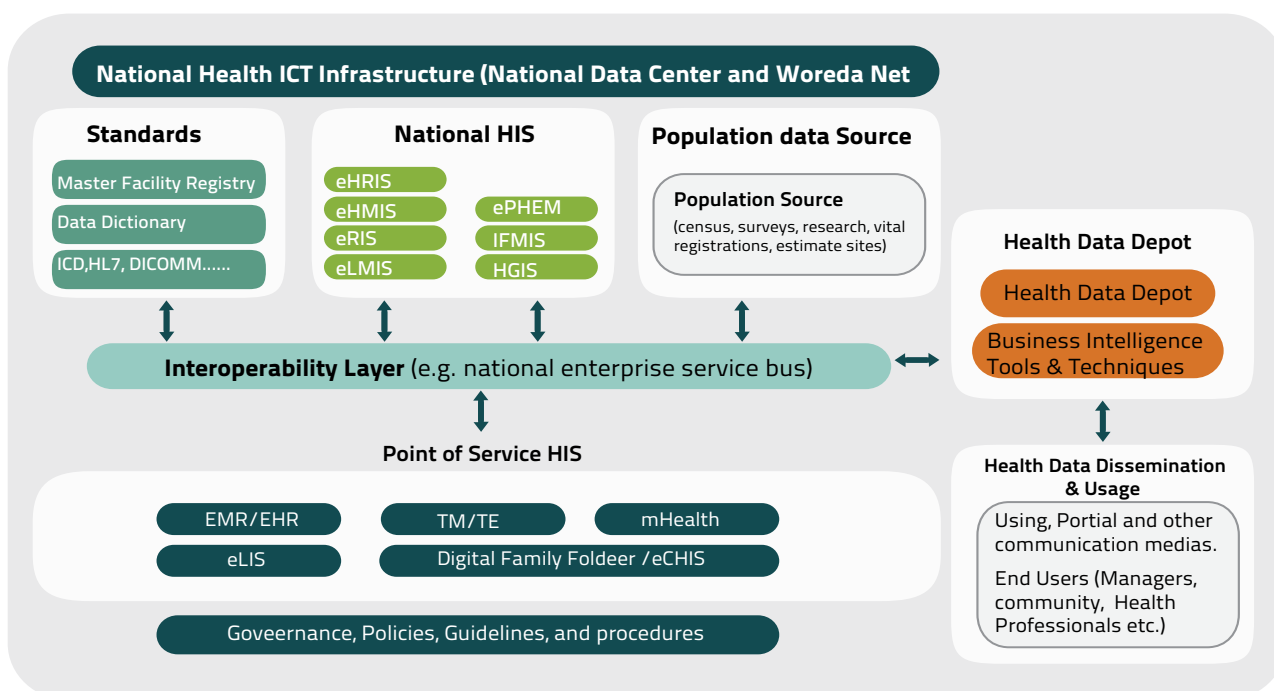 National Health ICT Infrastructure (National Data Center and Woreda Net
Standards
Master Facility Registry
Data Dictionary
ICD,HL7, DICOMM......
National HIS
eHRIS
eHMIS
eRIS
eLMIS
ePHEM
IFMIS
HGIS
Population data Source
Population Source
(census, surveys, research, vital
registrations, estimate sites)
Health Data Depot
Health Data Depot
Business Intelligence
Tools & Techniques
Interoperability Layer (e.g. national enterprise service bus)
Point of Service HIS
EMR/EHR
TM/TE
mHealth
eLIS
Digital Family Foldeer /eCHIS
Goveernance, Policies, Guidelines, and procedures
Health Data Dissemination
& Usage
Using, Portial and other
communication medias.
End Users (Managers,
community, Health
Professionals etc.)